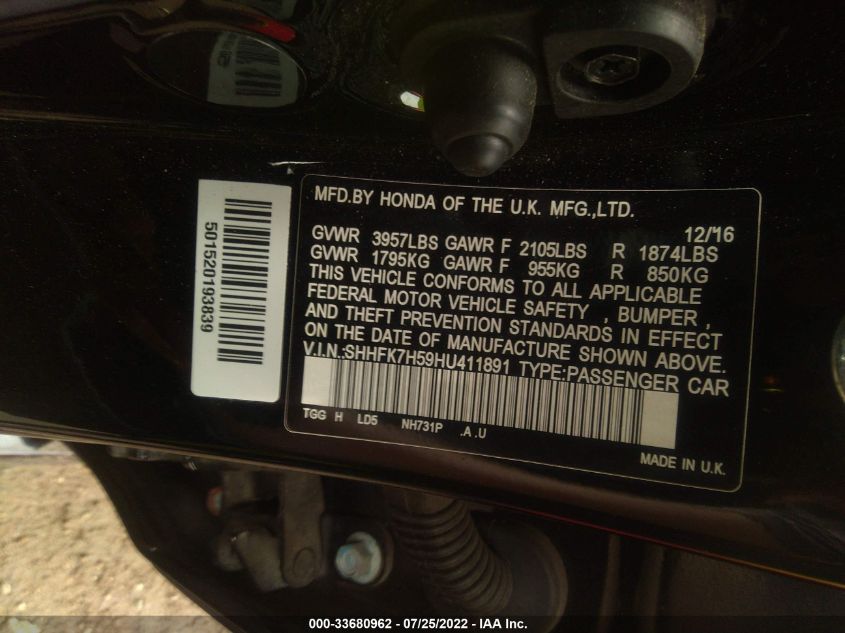 501520193839
MFD.BY HONDA OF THE U.K. MFG.,LTD.
12/16
GVWR 3957LBS GAWR F 2105LBS R 1874LBS
GVWR 1795KG GAWR F 955KG R 850KG
THIS VEHICLE CONFORMS TO ALL APPLICABLE
FEDERAL MOTOR VEHICLE SAFETY , BUMPER ,
AND THEFT PREVENTION STANDARDS IN EFFECT
ON THE DATE OF MANUFACTURE SHOWN ABOVE.
V.I.N.:SHHFK7H59HU411891 TYPE:PASSENGER CAR
TGG H LD5 NH731P .A .U
MADE IN U.K.
000-33680962 - 07/25/2022 - IAA Inc.